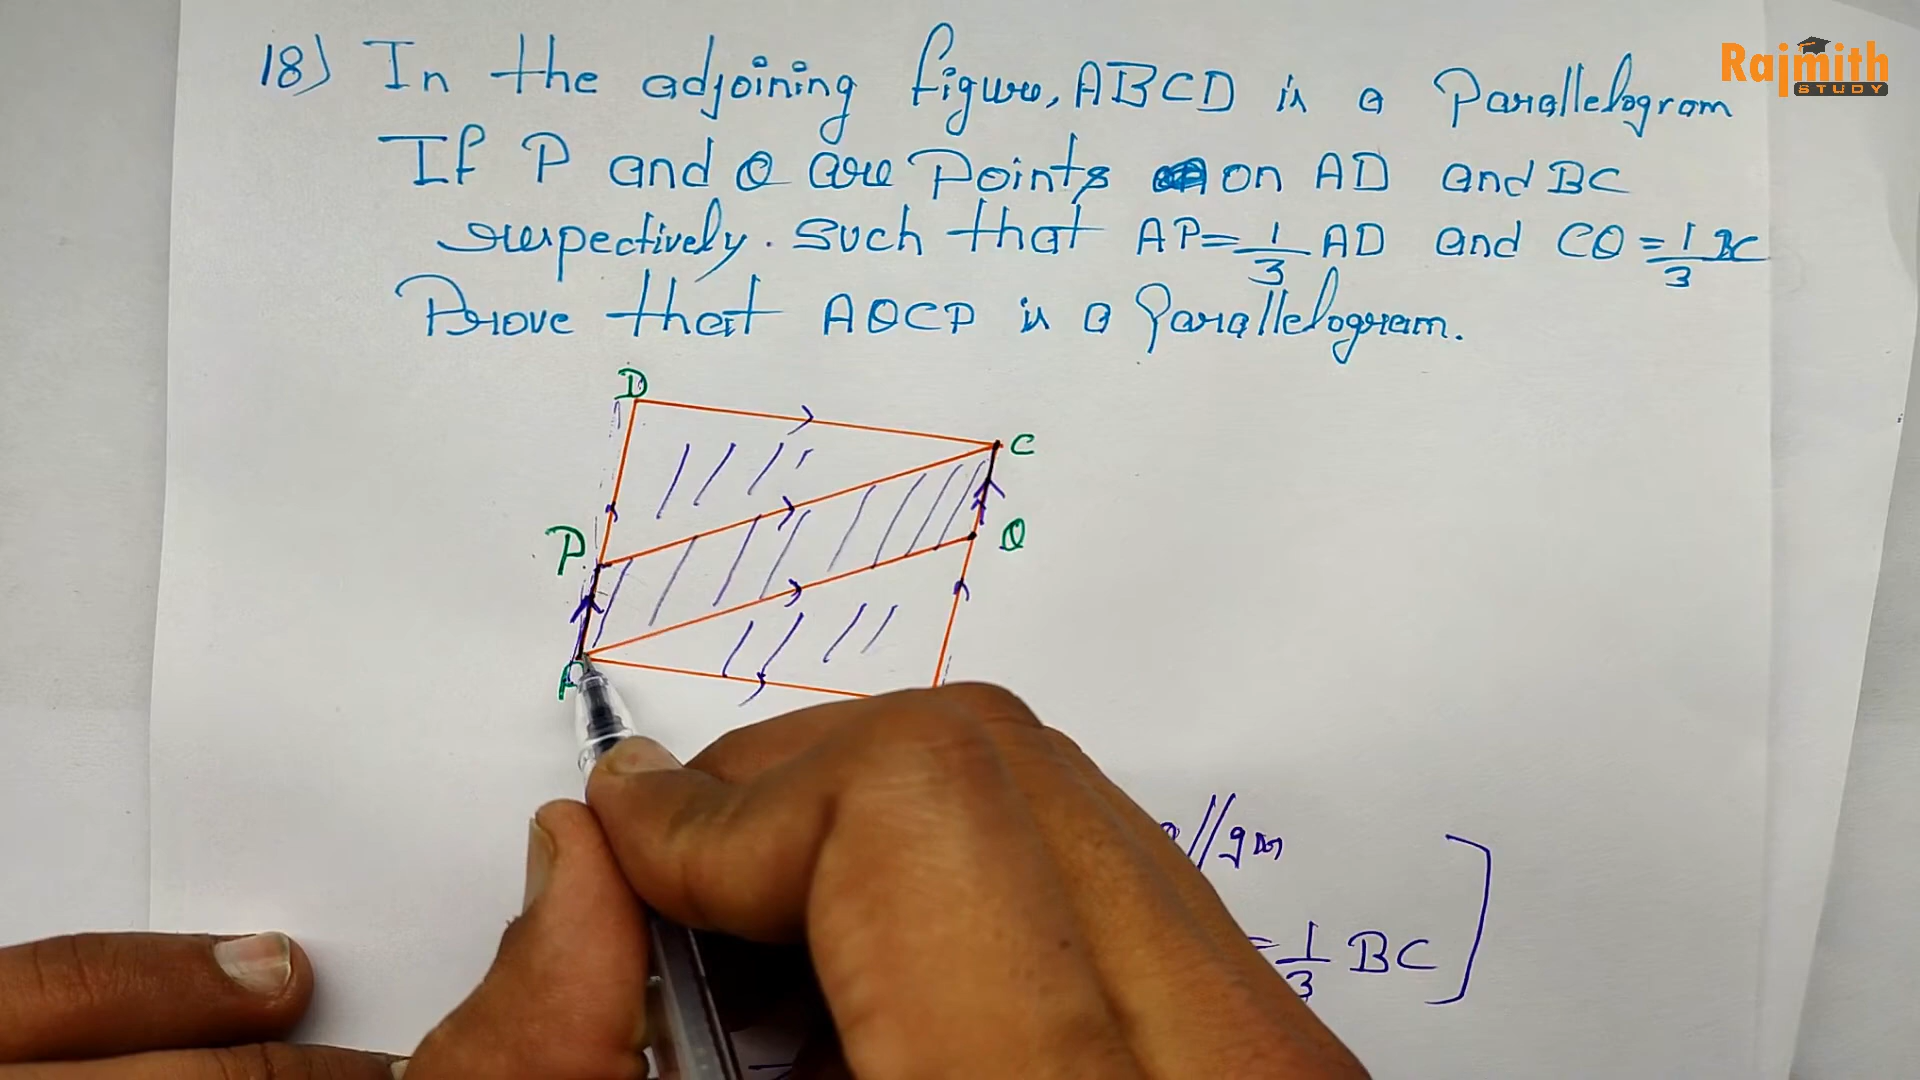 Rajmith
STUDY
18) In the adjoining figure, ABCD is a Parallelogram
If P and Q are Points on AD and BC
respectively. Such that AP = 1/3 AD and CQ = 1/3 BC
Prove that AQCP is a Parallelogram.
D
C
P
Q
A
//gm
= 1/3 BC